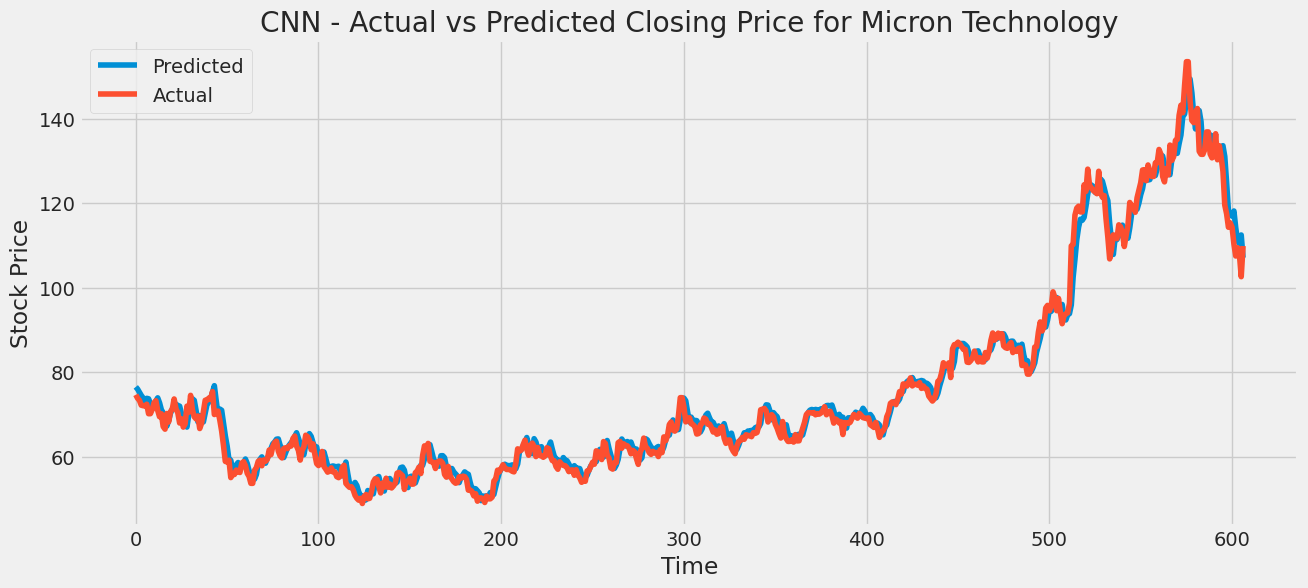 CNN - Actual vs Predicted Closing Price for Micron Technology
Predicted
Actual
Stock Price
140
120
100
80
60
0 100 200 300 400 500 600
Time